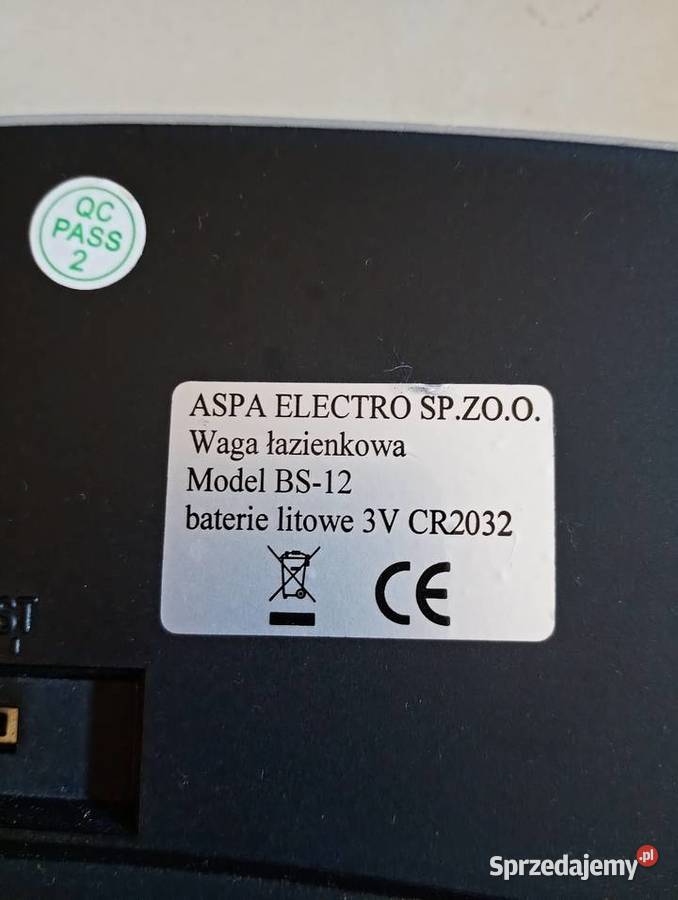 QC
PASS
2
ASPA ELECTRO SP.ZO.O.
Waga łazienkowa
Model BS-12
baterie litowe 3V CR2032
CE
ST
Sprzedajemy.pl